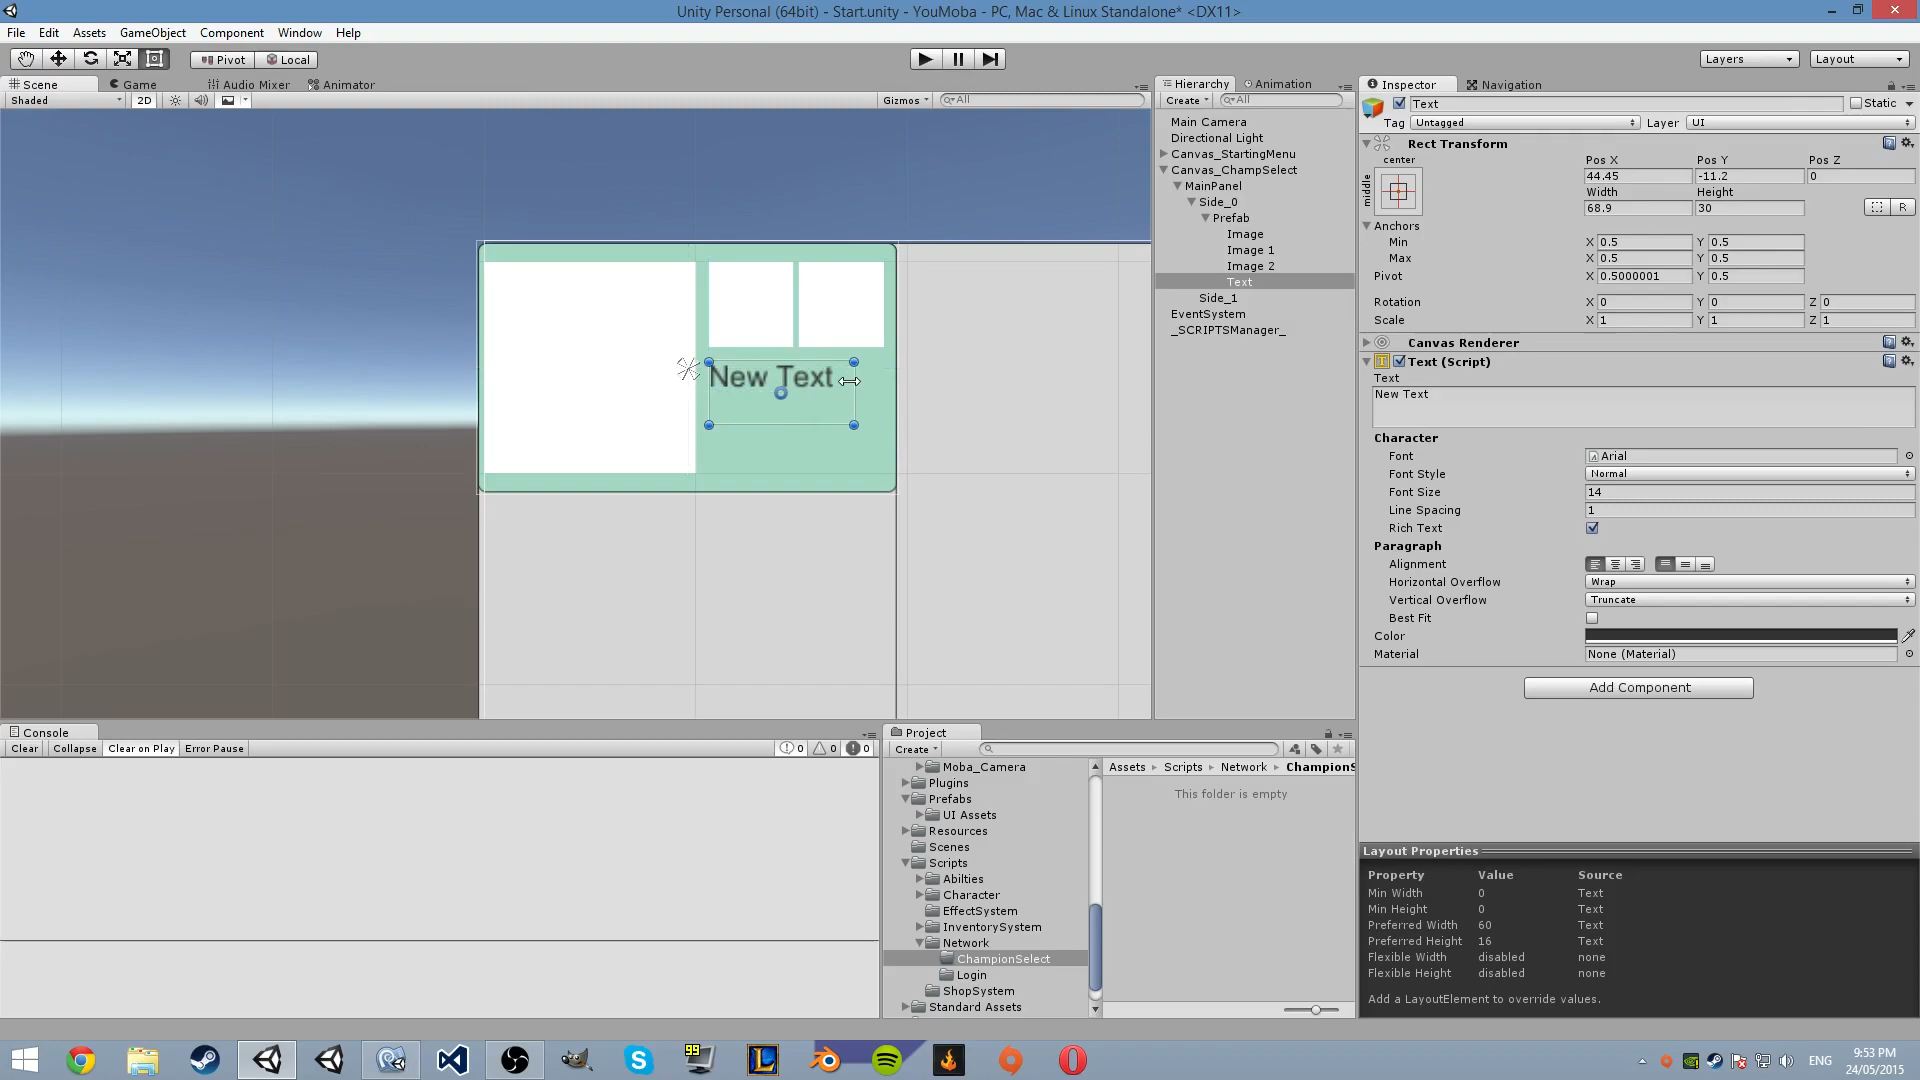 Unity Personal (64bit) - Start.unity - YouMoba - PC, Mac & Linux Standalone* <DX11>
File Edit Assets GameObject Component Window Help
Pivot Local Layers Layout
Scene Game Audio Mixer Animator
Shaded 2D Gizmos All
New Text
Hierarchy Animation
Create All
Main Camera
Directional Light
Canvas_StartingMenu
Canvas_ChampSelect
MainPanel
Side_0
Prefab
Image
Image 1
Image 2
Text
Side_1
EventSystem
_SCRIPTSManager_
Inspector Navigation
Text Static
Tag Untagged Layer UI
Rect Transform
center
middle
Pos X Pos Y Pos Z
44.45 -11.2 0
Width Height
68.9 30 R
Anchors
Min X 0.5 Y 0.5
Max X 0.5 Y 0.5
Pivot X 0.5000001 Y 0.5
Rotation X 0 Y 0 Z 0
Scale X 1 Y 1 Z 1
Canvas Renderer
Text (Script)
Text
New Text
Character
Font Arial
Font Style Normal
Font Size 14
Line Spacing 1
Rich Text
Paragraph
Alignment
Horizontal Overflow Wrap
Vertical Overflow Truncate
Best Fit
Color
Material None (Material)
Add Component
Layout Properties
Property Value Source
Min Width 0 Text
Min Height 0 Text
Preferred Width 60 Text
Preferred Height 16 Text
Flexible Width disabled none
Flexible Height disabled none
Add a LayoutElement to override values.
Console
Clear Collapse Clear on Play Error Pause 0 0 0
Project
Create
Moba_Camera
Plugins
Prefabs
UI Assets
Resources
Scenes
Scripts
Abilties
Character
EffectSystem
InventorySystem
Network
ChampionSelect
Login
ShopSystem
Standard Assets
Assets Scripts Network ChampionS
This folder is empty
99
ENG
9:53 PM
24/05/2015